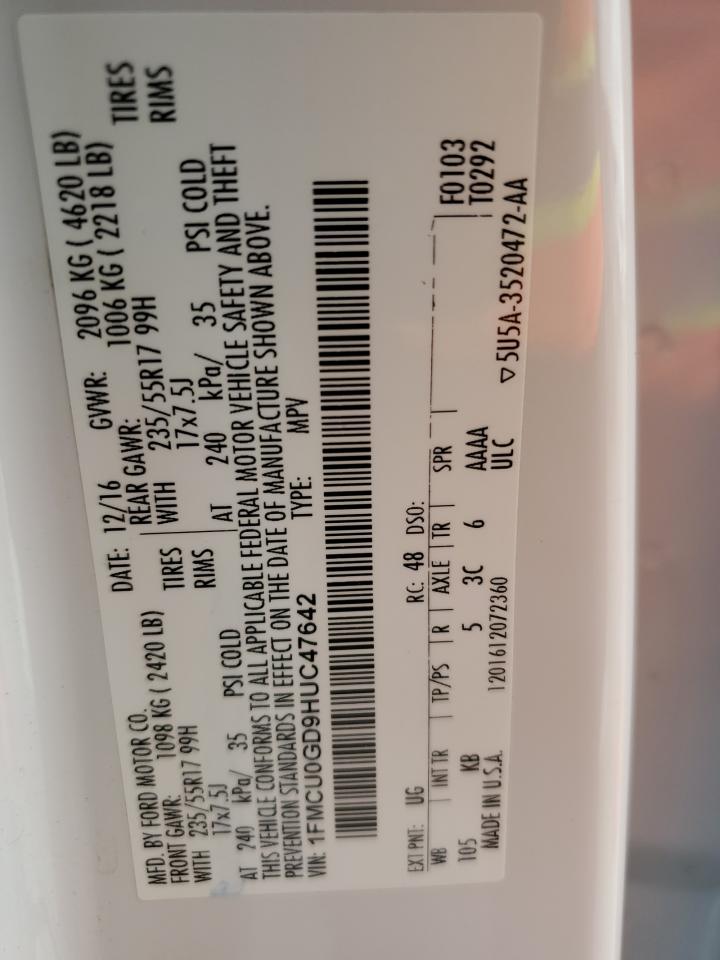 MFD. BY FORD MOTOR CO.
DATE: 12/16 GVWR: 2096 KG ( 4620 LB)
FRONT GAWR: 1098 KG ( 2420 LB) REAR GAWR: 1006 KG ( 2218 LB)
WITH 235/55R17 99H TIRES WITH 235/55R17 99H TIRES
17x7.5J RIMS 17x7.5J RIMS
AT 240 kPa/ 35 PSI COLD AT 240 kPa/ 35 PSI COLD
THIS VEHICLE CONFORMS TO ALL APPLICABLE FEDERAL MOTOR VEHICLE SAFETY AND THEFT
PREVENTION STANDARDS IN EFFECT ON THE DATE OF MANUFACTURE SHOWN ABOVE.
VIN: 1FMCU0GD9HUC47642 TYPE: MPV
EXT PNT: UG RC: 48 DSO: F0103
WB INT TR TP/PS R AXLE TR SPR T0292
105 KB 5 3C 6 AAAA
MADE IN U.S.A. 1201612072360 ULC ▽5U5A-3520472-AA